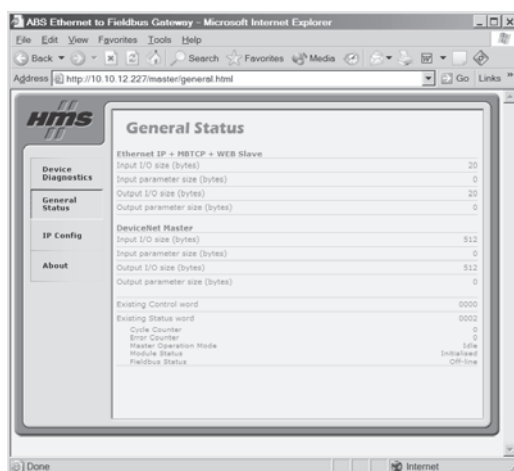 ABS Ethernet to Fieldbus Gateway - Microsoft Internet Explorer
File Edit View Favorites Tools Help
Back Search Favorites Media
Address http://10.10.12.227/master/general.html Go Links »
HMS
General Status
Device
Diagnostics
General
Status
IP Config
About
Ethernet IP + MBTCP + WEB Slave
Input I/O size (bytes) 20
Input parameter size (bytes) 0
Output I/O size (bytes) 20
Output parameter size (bytes) 0
DeviceNet Master
Input I/O size (bytes) 512
Input parameter size (bytes) 0
Output I/O size (bytes) 512
Output parameter size (bytes) 0
Existing Control word 0000
Existing Status word 0002
Cycle Counter 0
Error Counter 0
Master Operation Mode Idle
Module Status Initialised
Fieldbus Status Off-line
Done Internet